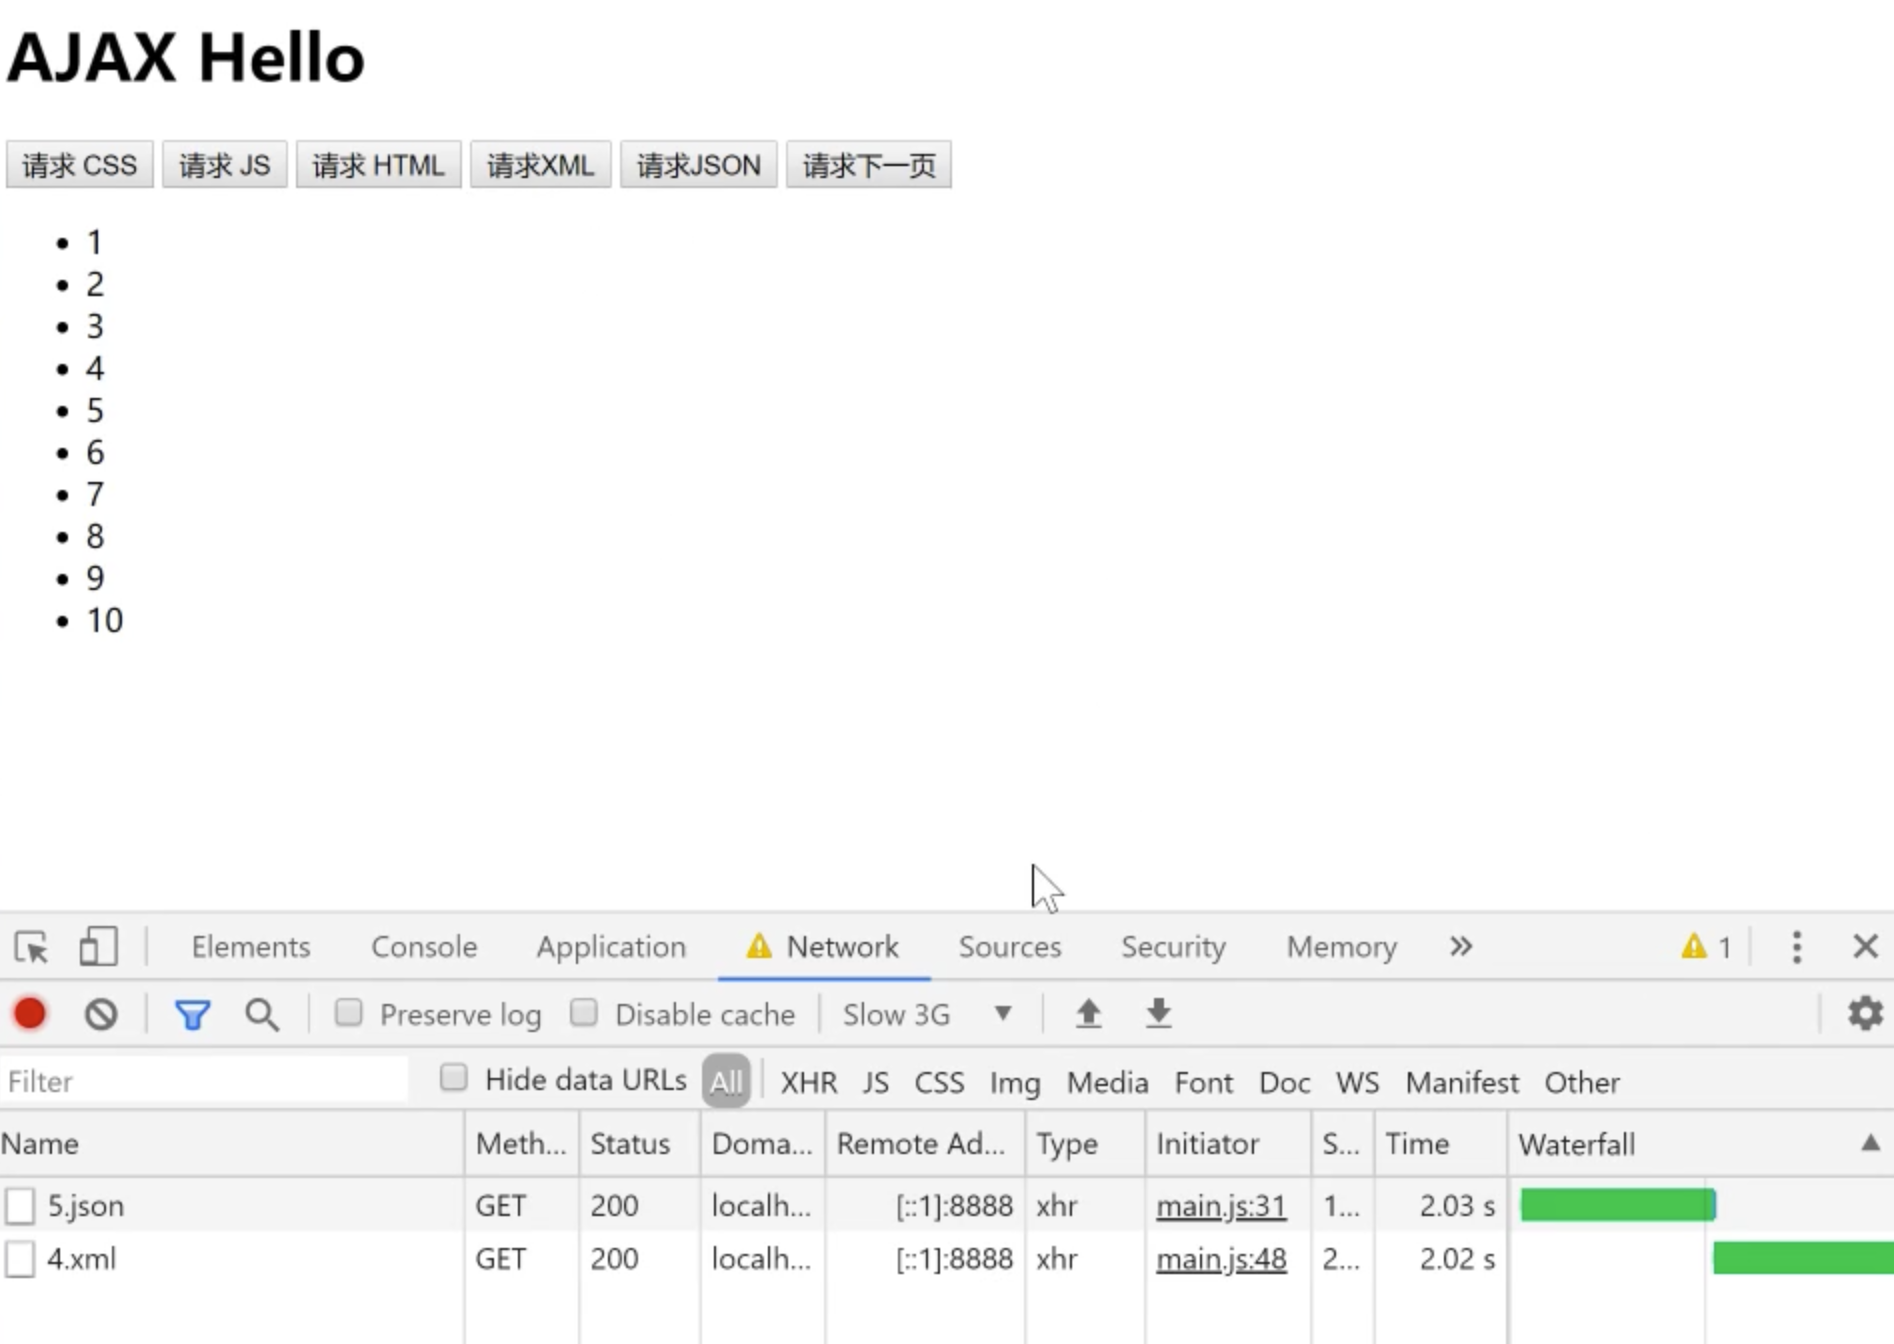 AJAX Hello
请求 CSS 请求 JS 请求 HTML 请求XML 请求JSON 请求下一页
1
2
3
4
5
6
7
8
9
10
Elements Console Application Network Sources Security Memory » 1
Preserve log Disable cache Slow 3G
Filter Hide data URLs All XHR JS CSS Img Media Font Doc WS Manifest Other
Name Meth... Status Doma... Remote Ad... Type Initiator S... Time Waterfall
5.json GET 200 localh... [::1]:8888 xhr main.js:31 1... 2.03 s
4.xml GET 200 localh... [::1]:8888 xhr main.js:48 2... 2.02 s